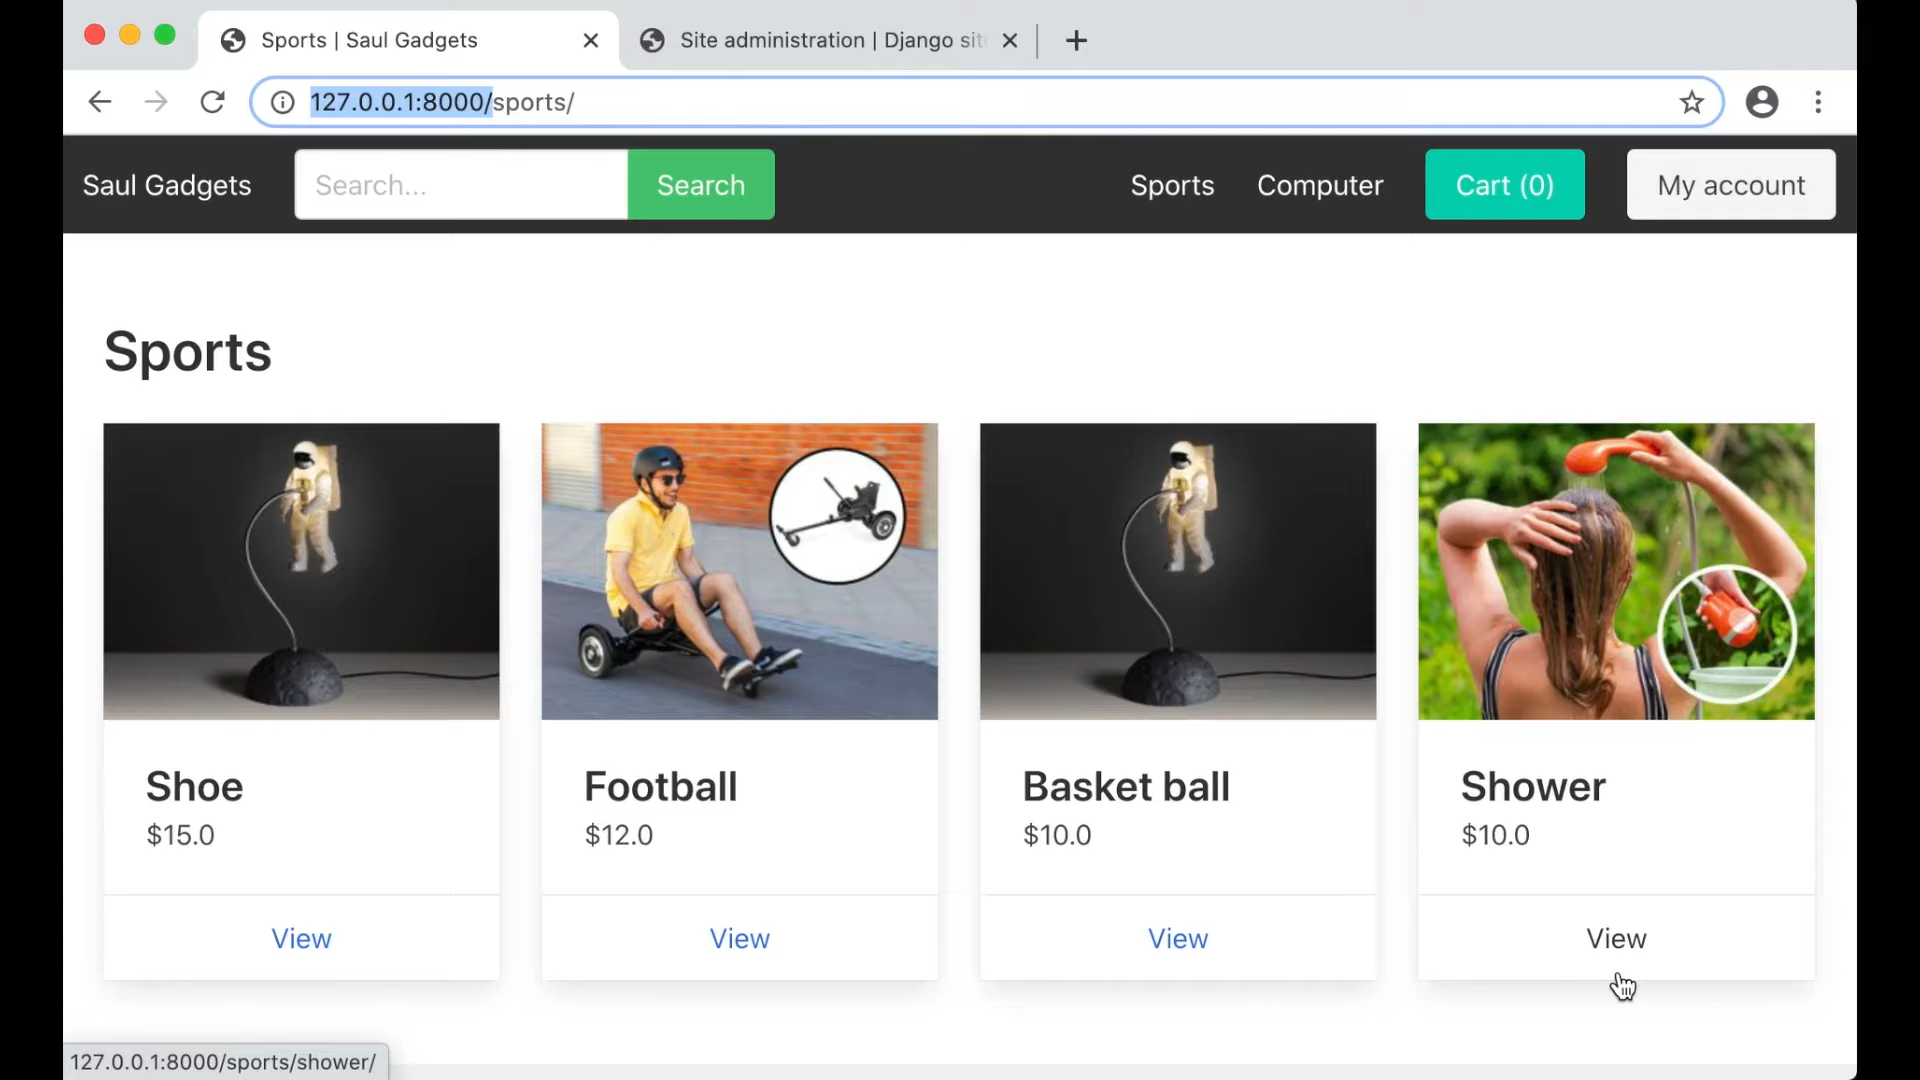 Sports | Saul Gadgets
Site administration | Django sit
127.0.0.1:8000/sports/
Saul Gadgets
Search...
Search
Sports
Computer
Cart (0)
My account
Sports
Shoe
$15.0
View
Football
$12.0
View
Basket ball
$10.0
View
Shower
$10.0
View
127.0.0.1:8000/sports/shower/